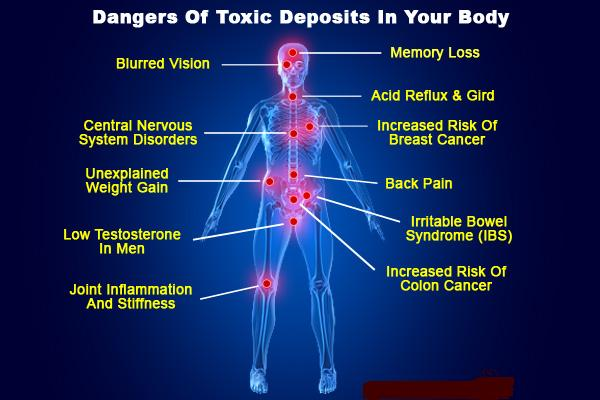 Dangers Of Toxic Deposits In Your Body
Memory Loss
Blurred Vision
Acid Reflux & Gird
Central Nervous
System Disorders
Increased Risk Of
Breast Cancer
Unexplained
Weight Gain
Back Pain
Low Testosterone
In Men
Irritable Bowel
Syndrome (IBS)
Increased Risk Of
Colon Cancer
Joint Inflammation
And Stiffness